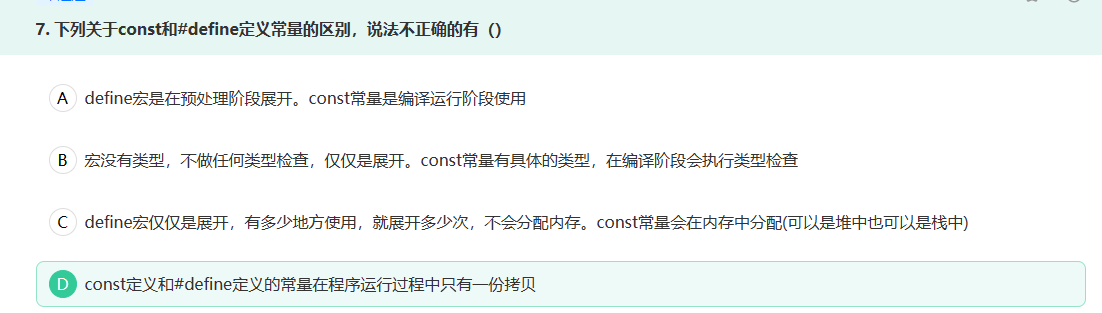 7. 下列关于const和#define定义常量的区别，说法不正确的有（）
A define宏是在预处理阶段展开。const常量是编译运行阶段使用
B 宏没有类型，不做任何类型检查，仅仅是展开。const常量有具体的类型，在编译阶段会执行类型检查
C define宏仅仅是展开，有多少地方使用，就展开多少次，不会分配内存。const常量会在内存中分配(可以是堆中也可以是栈中)
D const定义和#define定义的常量在程序运行过程中只有一份拷贝